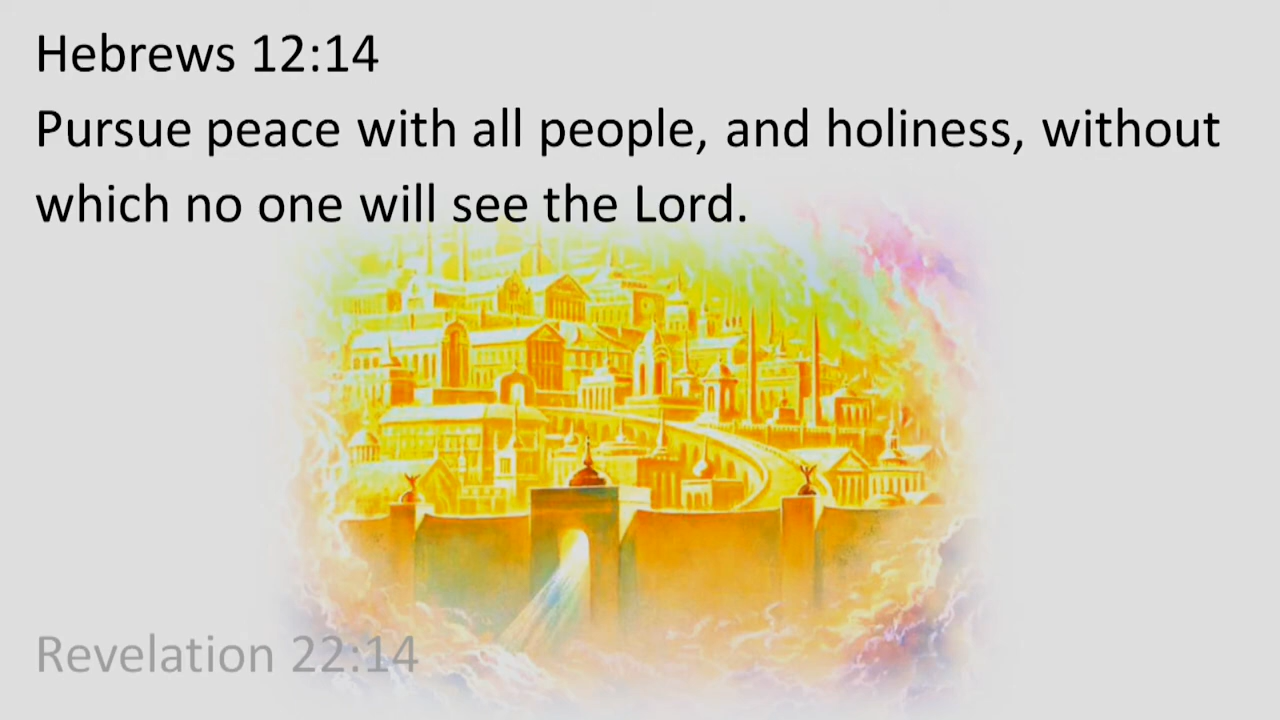 Hebrews 12:14
Pursue peace with all people, and holiness, without
which no one will see the Lord.
Revelation 22:14